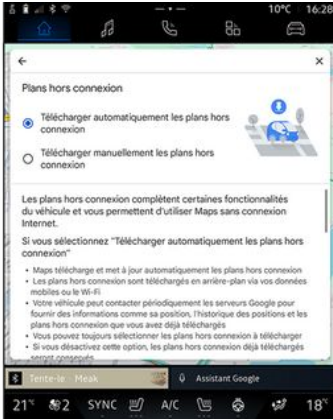 10°C 16:28
Plans hors connexion
Télécharger automatiquement les plans hors
connexion
Télécharger manuellement les plans hors
connexion
Les plans hors connexion complètent certaines fonctionnalités
du véhicule et vous permettent d'utiliser Maps sans connexion
Internet.
Si vous sélectionnez "Télécharger automatiquement les plans hors
connexion"
• Maps télécharge et met à jour automatiquement les plans hors connexion
• Les plans hors connexion sont téléchargés en arrière-plan via vos données
mobiles ou le Wi-Fi
• Votre véhicule peut contacter périodiquement les serveurs Google pour
fournir des informations comme sa position, l'historique des positions et les
plans hors connexion que vous avez déjà téléchargés
• Vous pouvez toujours sélectionner les plans hors connexion à télécharger
• Si vous désactivez cette option, les plans hors connexion déjà téléchargés
seront conservés
Tente-le - Meak
Assistant Google
21° 2 SYNC A/C 18°